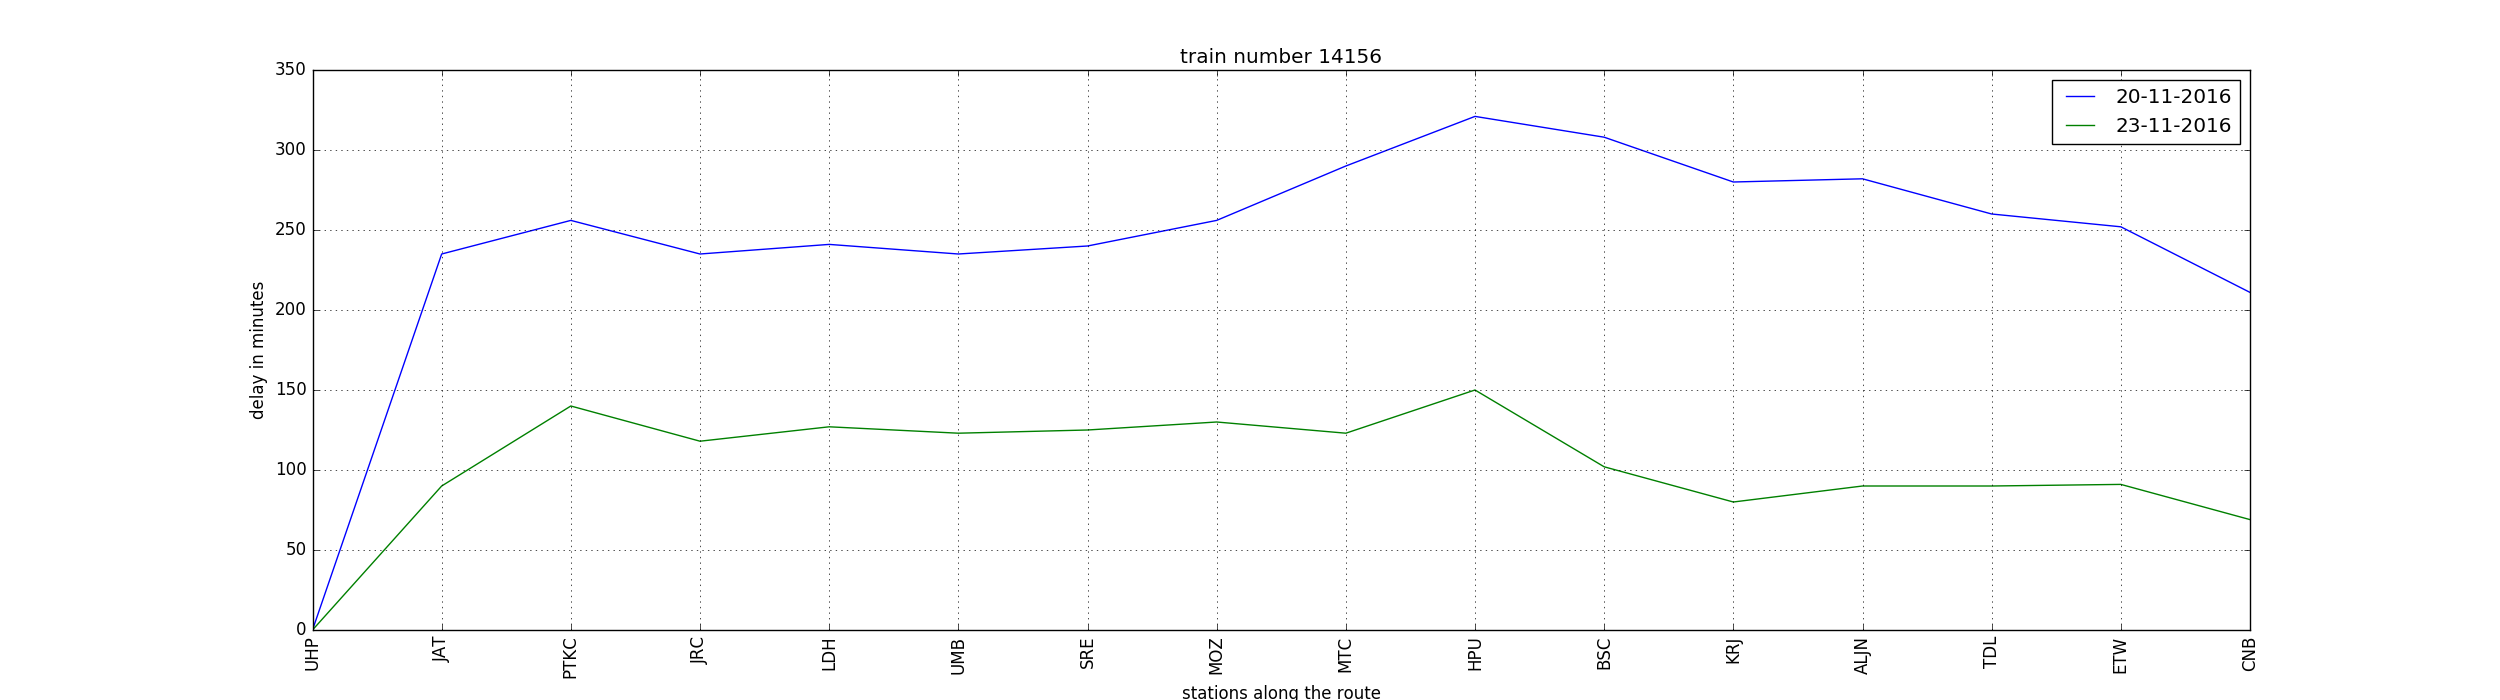 train number 14156
350
300
250
200
150
100
50
0
delay in minutes
20-11-2016
23-11-2016
UHP
JAT
PTKC
JRC
LDH
UMB
SRE
MOZ
MTC
HPU
BSC
KRJ
ALJN
TDL
ETW
CNB
stations along the route